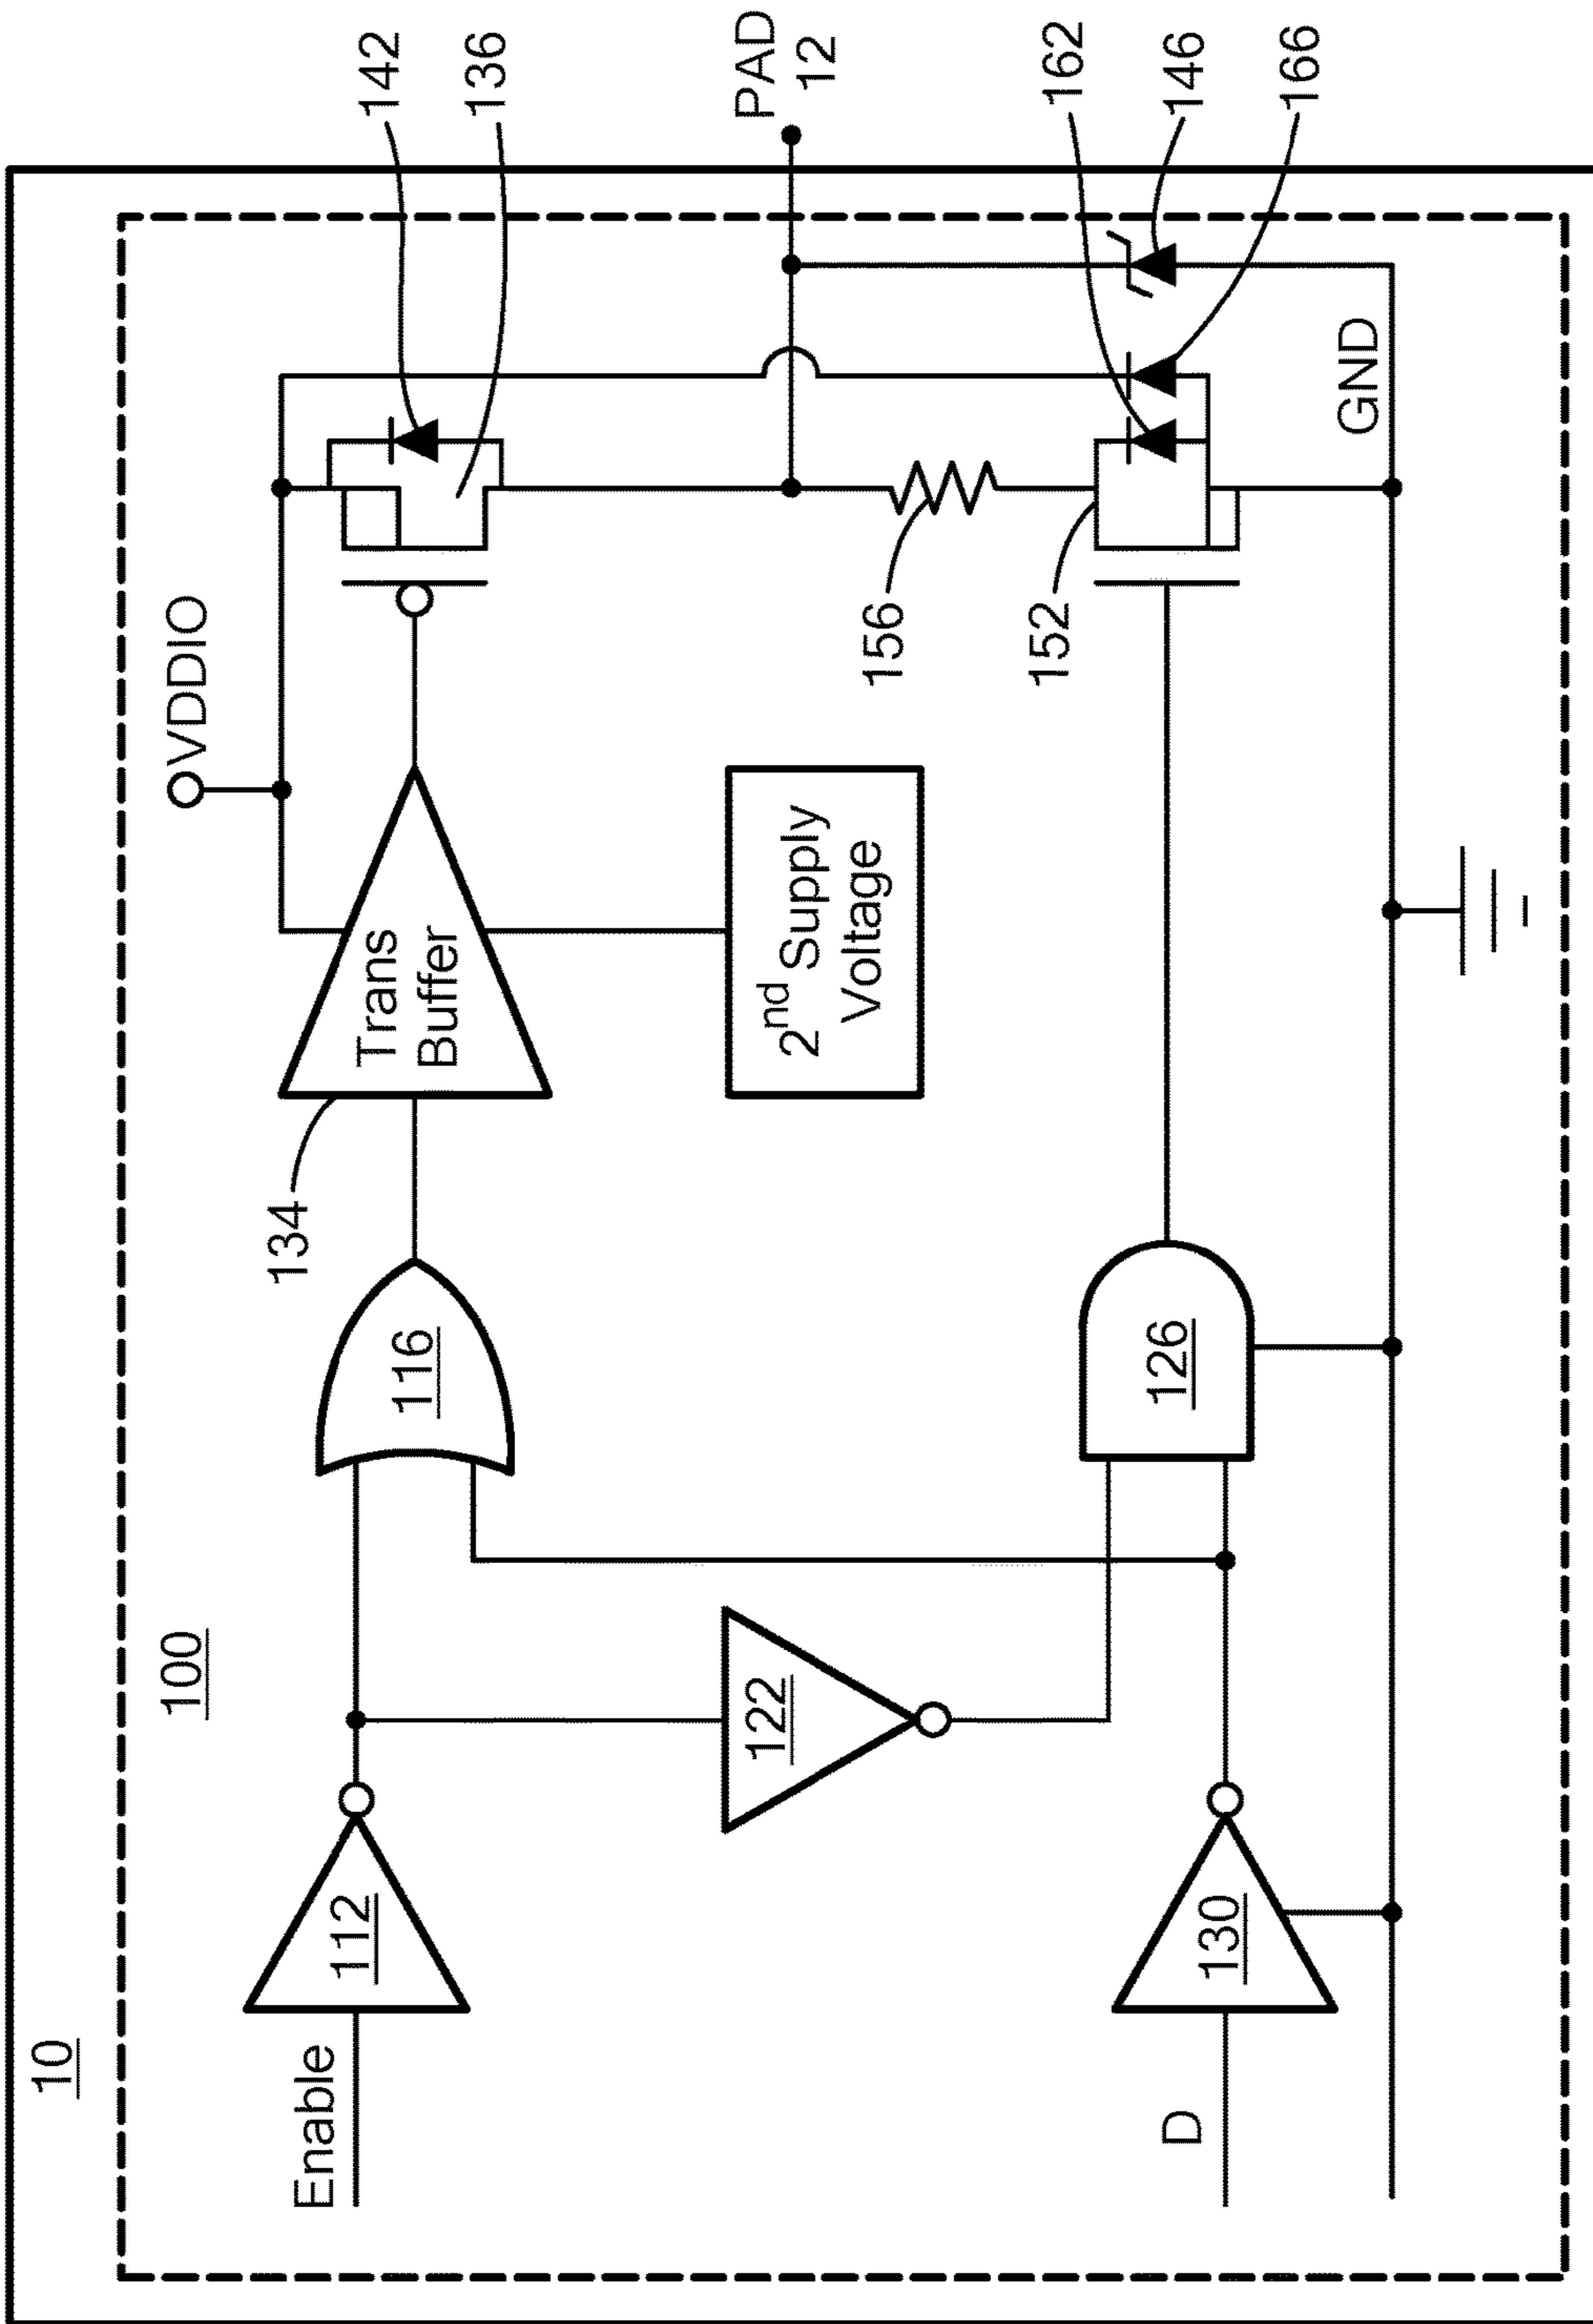 10
100
Enable
112
116
134
Trans
Buffer
VDDIO
142
136
PAD
12
122
2nd Supply
Voltage
156
152
162
146
166
D
130
126
GND